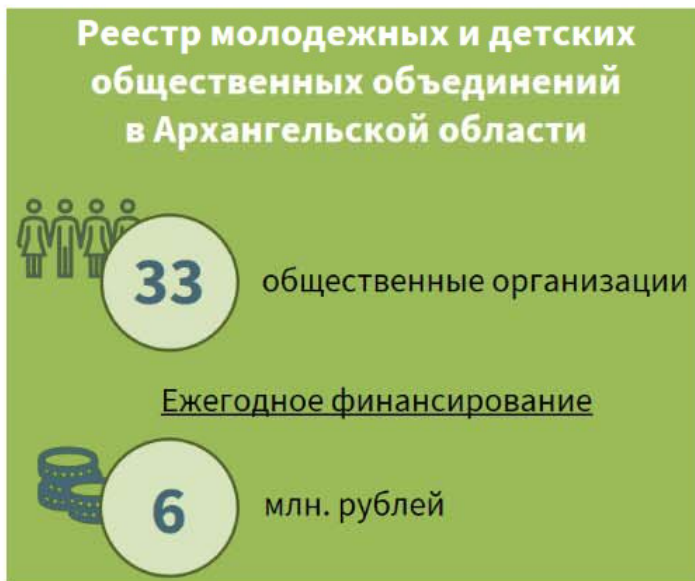 Реестр молодежных и детских
общественных объединений
в Архангельской области
33
общественные организации
Ежегодное финансирование
6
млн. рублей